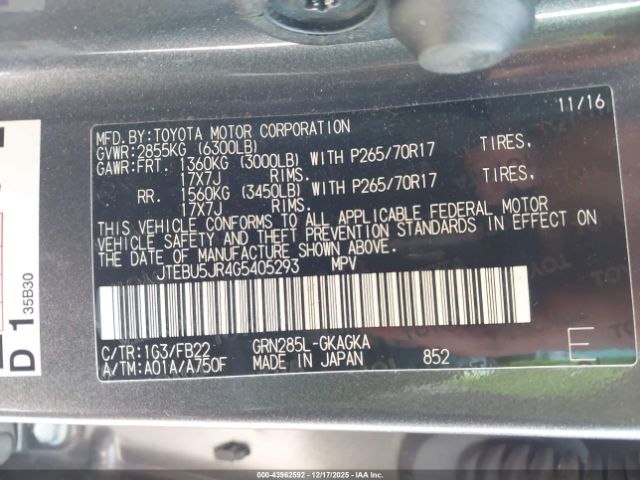 11/16
MFD.BY:TOYOTA MOTOR CORPORATION
GVWR:2855KG (6300LB)
GAWR:FRT. 1360KG (3000LB) WITH P265/70R17 TIRES,
17X7J RIMS.
RR. 1560KG (3450LB) WITH P265/70R17 TIRES,
17X7J RIMS.
THIS VEHICLE CONFORMS TO ALL APPLICABLE FEDERAL MOTOR
VEHICLE SAFETY AND THEFT PREVENTION STANDARDS IN EFFECT ON
THE DATE OF MANUFACTURE SHOWN ABOVE.
JTEBU5JR4G5405293 MPV
C/TR:1G3/FB22 GRN285L-GKAGKA
A/TM:A01A/A750F MADE IN JAPAN 852 E
D 1 35B30
000-43962592 - 12/17/2025 - IAAI Channel